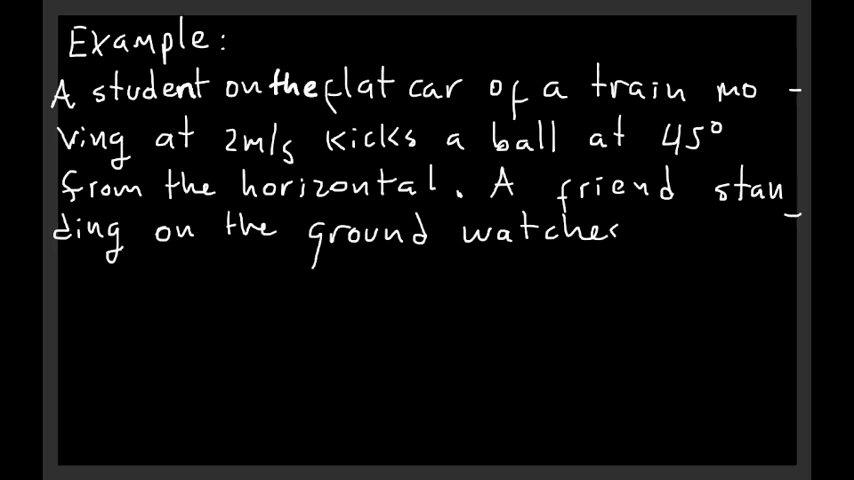 Example:
A student on the flat car of a train mo-
ving at 2m/s kicks a ball at 45°
from the horizontal. A friend stan-
ding on the ground watches